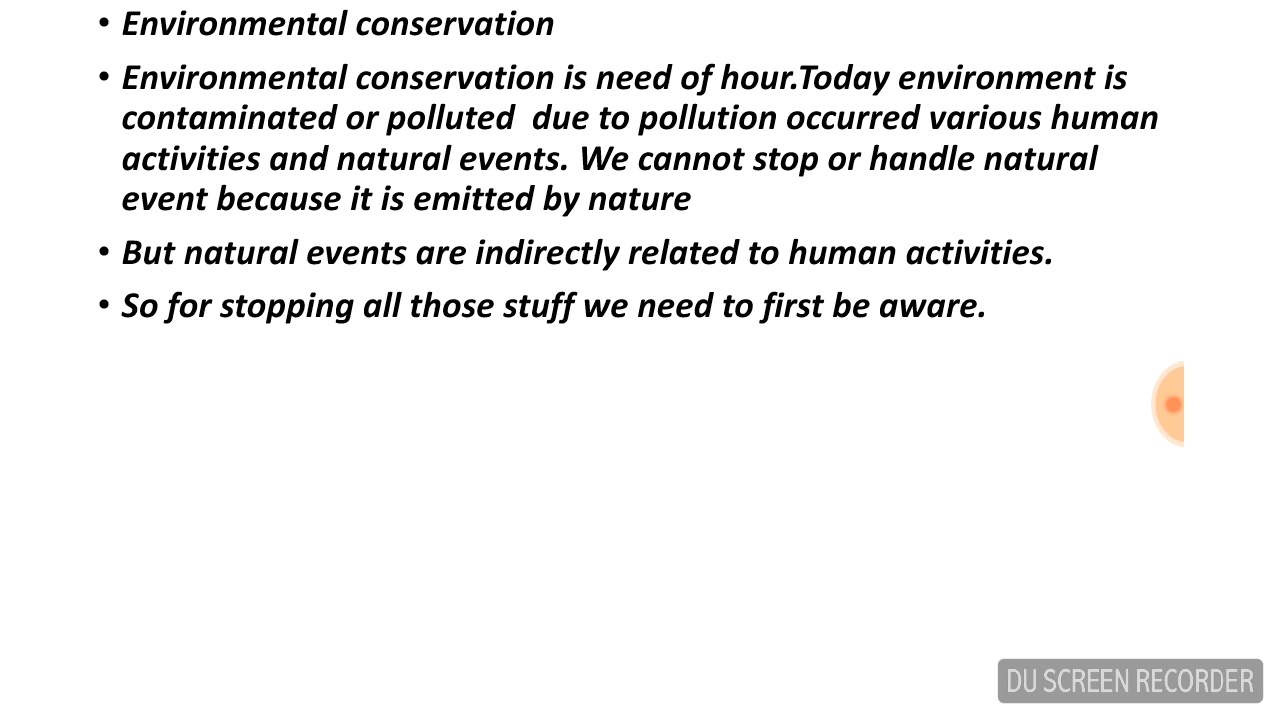 • Environmental conservation
• Environmental conservation is need of hour.Today environment is
contaminated or polluted  due to pollution occurred various human
activities and natural events. We cannot stop or handle natural
event because it is emitted by nature
• But natural events are indirectly related to human activities.
• So for stopping all those stuff we need to first be aware.
DU SCREEN RECORDER